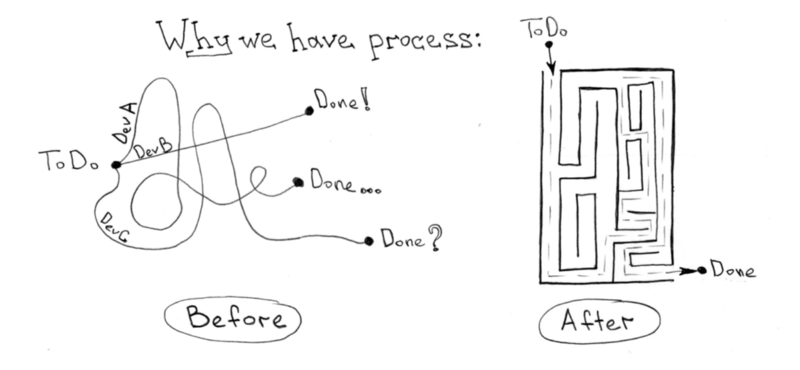 Why we have process:
ToDo
DevA
DevB
DevC
Done!
Done...
Done?
Before
ToDo
Done
After